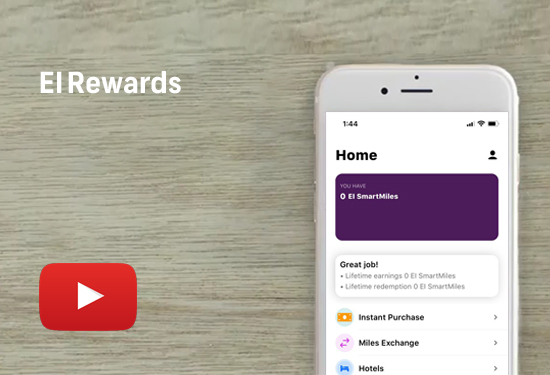 EI Rewards
1:44
Home
YOU HAVE
0 EI SmartMiles
Great job!
• Lifetime earnings 0 EI SmartMiles
• Lifetime redemption 0 EI SmartMiles
Instant Purchase
Miles Exchange
Hotels